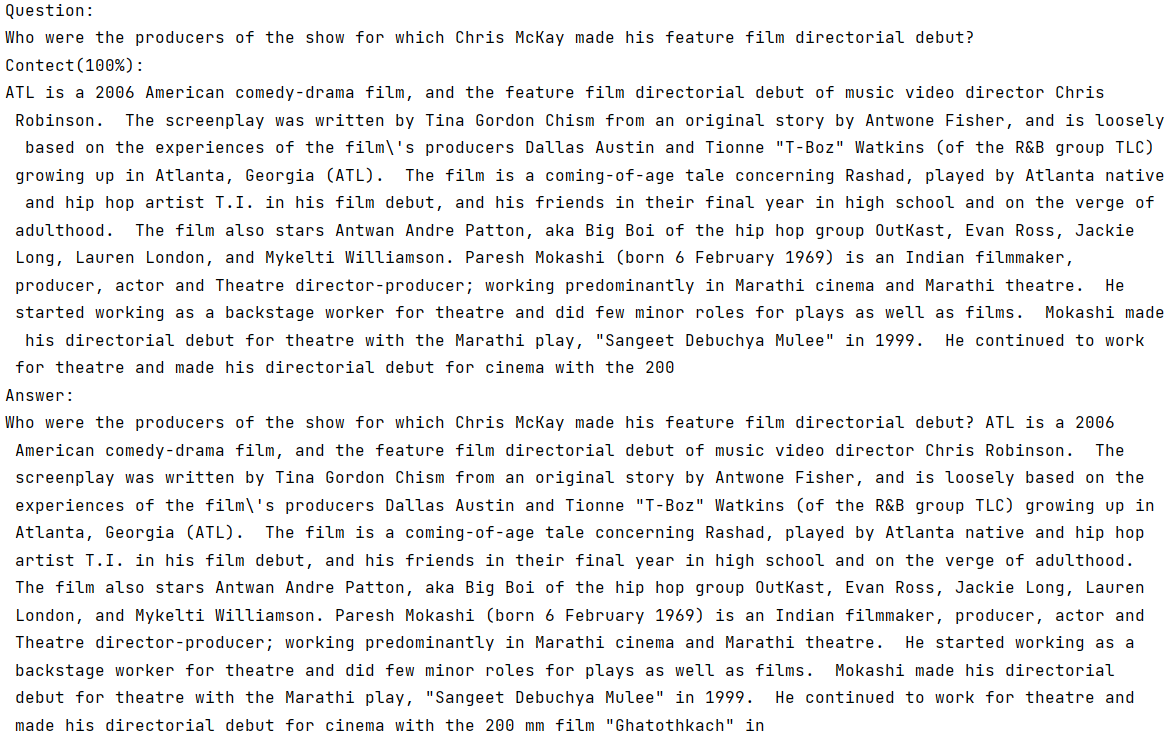 Question:
Who were the producers of the show for which Chris McKay made his feature film directorial debut?
Contect(100%):
ATL is a 2006 American comedy-drama film, and the feature film directorial debut of music video director Chris
Robinson.  The screenplay was written by Tina Gordon Chism from an original story by Antwone Fisher, and is loosely
based on the experiences of the film\'s producers Dallas Austin and Tionne "T-Boz" Watkins (of the R&B group TLC)
growing up in Atlanta, Georgia (ATL).  The film is a coming-of-age tale concerning Rashad, played by Atlanta native
and hip hop artist T.I. in his film debut, and his friends in their final year in high school and on the verge of
adulthood.  The film also stars Antwan Andre Patton, aka Big Boi of the hip hop group OutKast, Evan Ross, Jackie
Long, Lauren London, and Mykelti Williamson. Paresh Mokashi (born 6 February 1969) is an Indian filmmaker,
producer, actor and Theatre director-producer; working predominantly in Marathi cinema and Marathi theatre.  He
started working as a backstage worker for theatre and did few minor roles for plays as well as films.  Mokashi made
his directorial debut for theatre with the Marathi play, "Sangeet Debuchya Mulee" in 1999.  He continued to work
for theatre and made his directorial debut for cinema with the 200
Answer:
Who were the producers of the show for which Chris McKay made his feature film directorial debut? ATL is a 2006
American comedy-drama film, and the feature film directorial debut of music video director Chris Robinson.  The
screenplay was written by Tina Gordon Chism from an original story by Antwone Fisher, and is loosely based on the
experiences of the film\'s producers Dallas Austin and Tionne "T-Boz" Watkins (of the R&B group TLC) growing up in
Atlanta, Georgia (ATL).  The film is a coming-of-age tale concerning Rashad, played by Atlanta native and hip hop
artist T.I. in his film debut, and his friends in their final year in high school and on the verge of adulthood.
The film also stars Antwan Andre Patton, aka Big Boi of the hip hop group OutKast, Evan Ross, Jackie Long, Lauren
London, and Mykelti Williamson. Paresh Mokashi (born 6 February 1969) is an Indian filmmaker, producer, actor and
Theatre director-producer; working predominantly in Marathi cinema and Marathi theatre.  He started working as a
backstage worker for theatre and did few minor roles for plays as well as films.  Mokashi made his directorial
debut for theatre with the Marathi play, "Sangeet Debuchya Mulee" in 1999.  He continued to work for theatre and
made his directorial debut for cinema with the 200 mm film "Ghatothkach" in